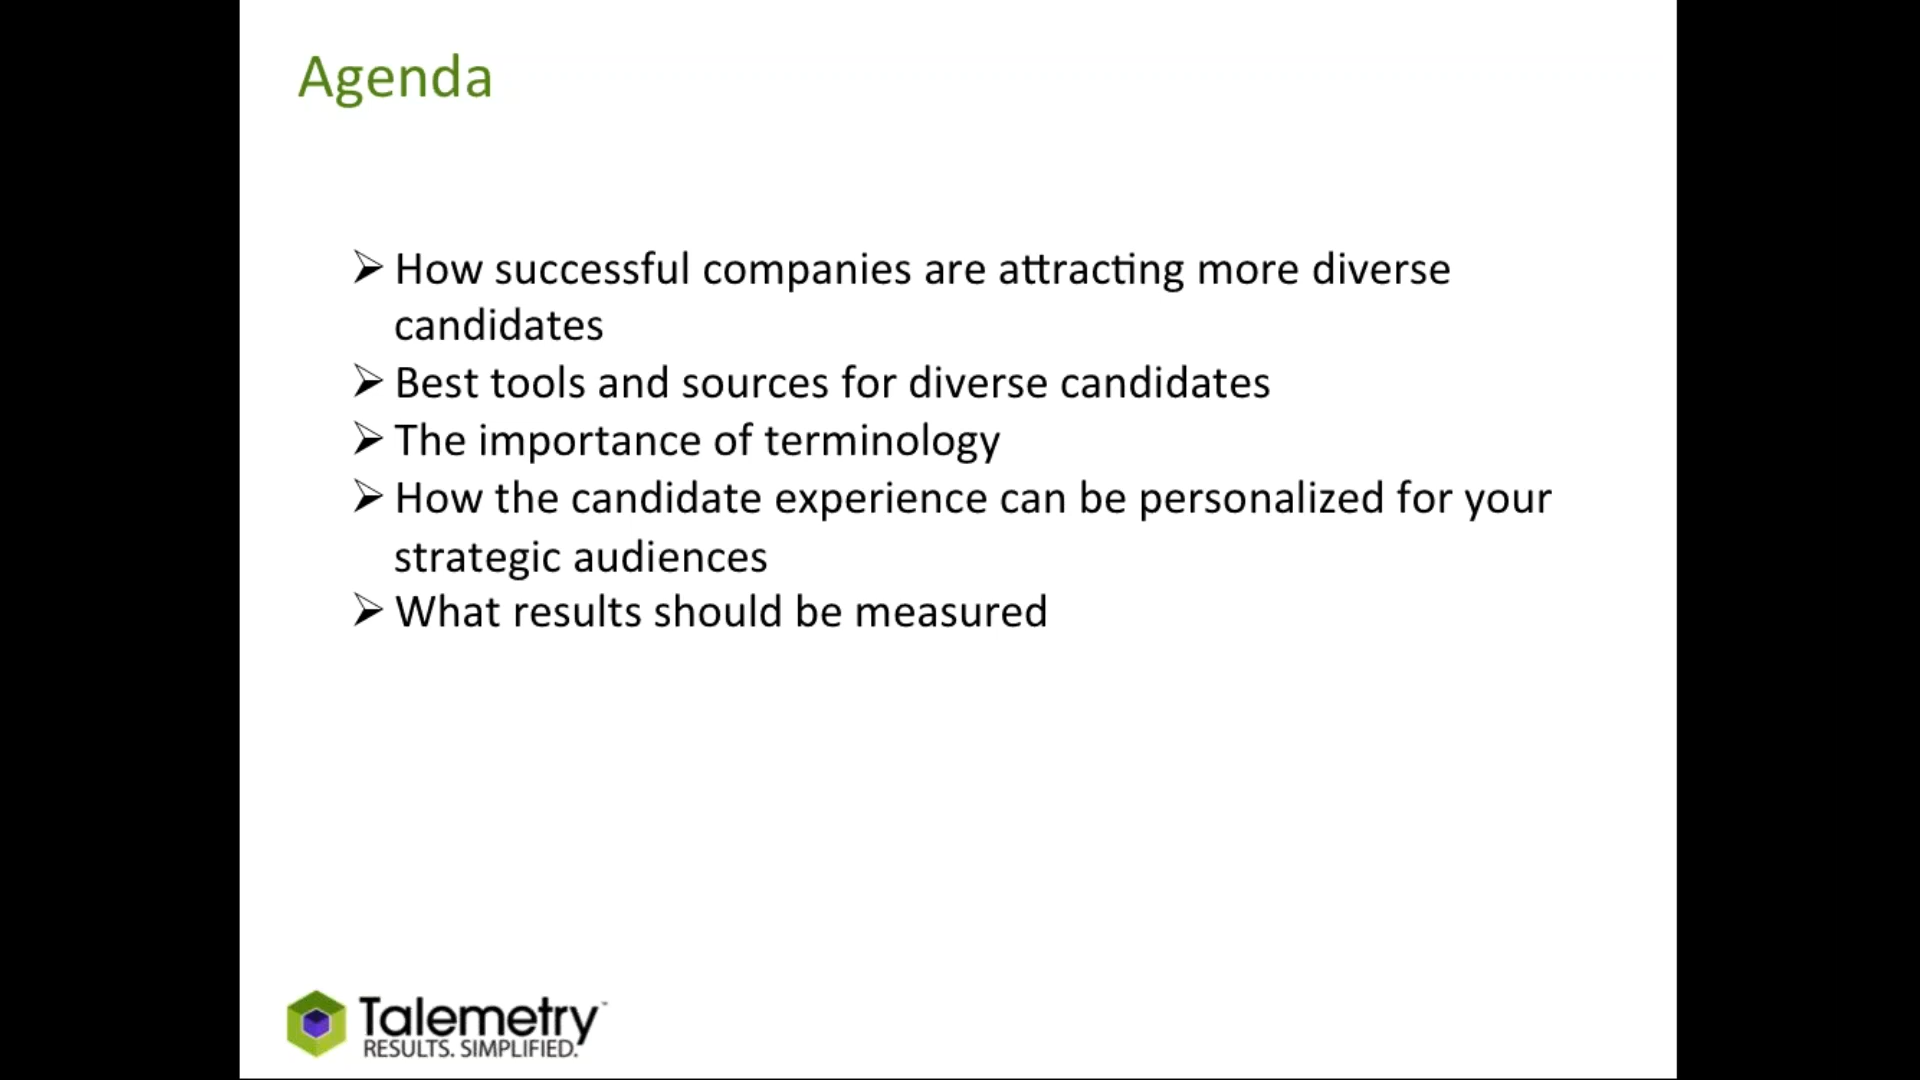 Agenda
➢ How successful companies are attracting more diverse
candidates
➢ Best tools and sources for diverse candidates
➢ The importance of terminology
➢ How the candidate experience can be personalized for your
strategic audiences
➢ What results should be measured
Talemetry™
RESULTS. SIMPLIFIED.